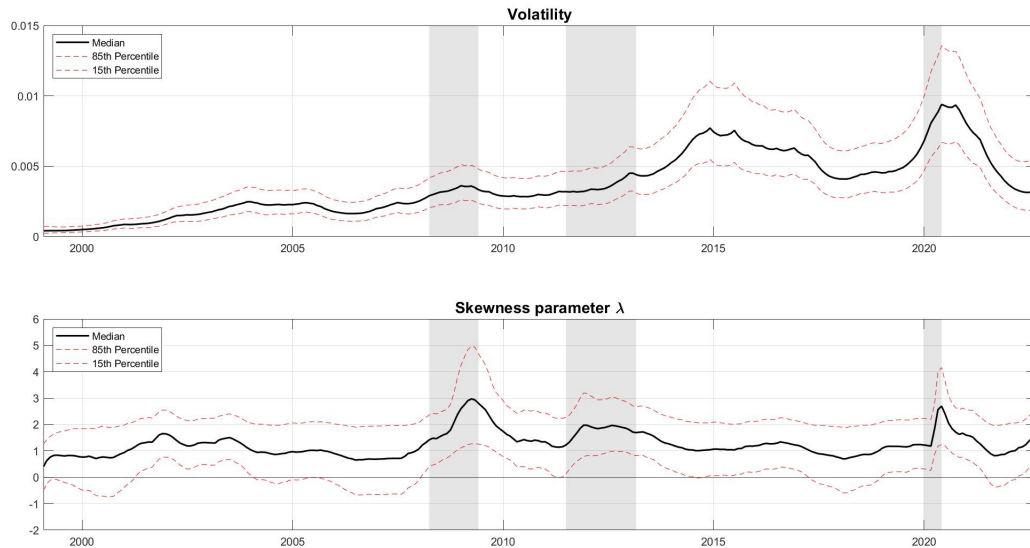 Volatility
0.015
0.01
0.005
0
Median
85th Percentile
15th Percentile
2000 2005 2010 2015 2020
Skewness parameter λ
6
5
4
3
2
1
0
-1
-2
Median
85th Percentile
15th Percentile
2000 2005 2010 2015 2020